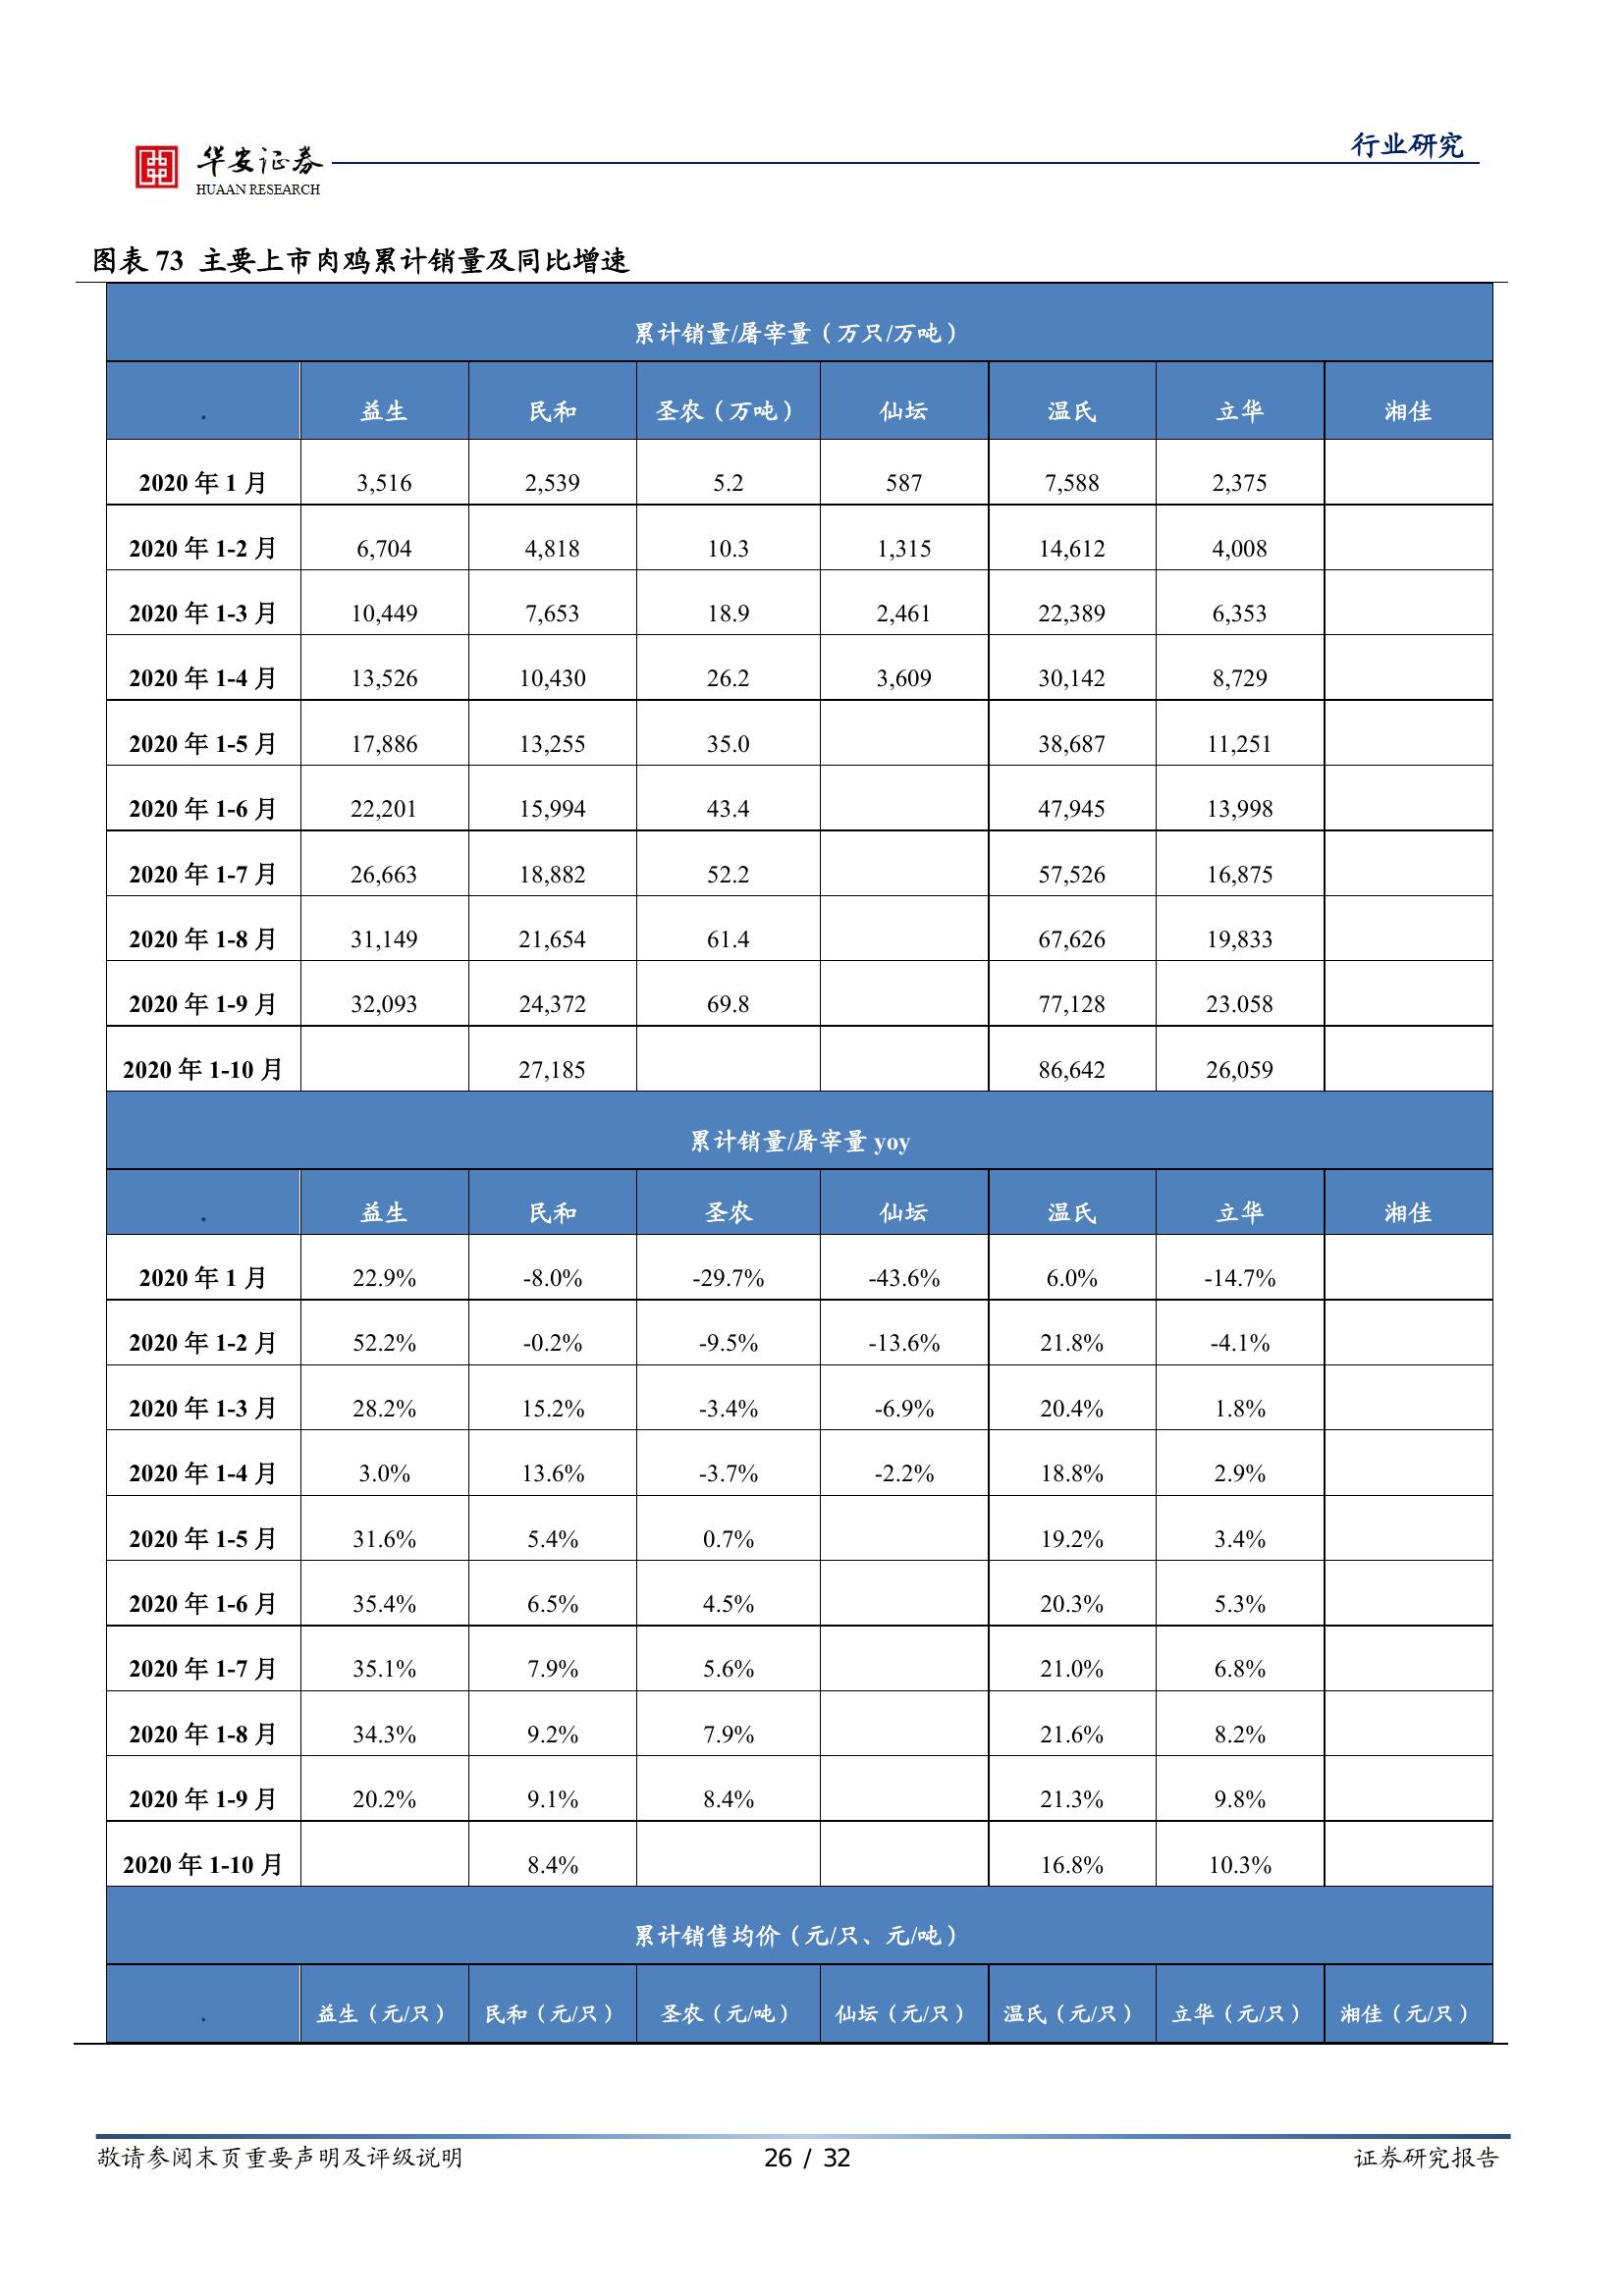 华安证券
HUAAN RESEARCH
行业研究
图表 73 主要上市肉鸡累计销量及同比增速
累计销量/屠宰量（万只/万吨）
. 益生 民和 圣农（万吨） 仙坛 温氏 立华 湘佳
2020 年 1 月 3,516 2,539 5.2 587 7,588 2,375
2020 年 1-2 月 6,704 4,818 10.3 1,315 14,612 4,008
2020 年 1-3 月 10,449 7,653 18.9 2,461 22,389 6,353
2020 年 1-4 月 13,526 10,430 26.2 3,609 30,142 8,729
2020 年 1-5 月 17,886 13,255 35.0 38,687 11,251
2020 年 1-6 月 22,201 15,994 43.4 47,945 13,998
2020 年 1-7 月 26,663 18,882 52.2 57,526 16,875
2020 年 1-8 月 31,149 21,654 61.4 67,626 19,833
2020 年 1-9 月 32,093 24,372 69.8 77,128 23.058
2020 年 1-10 月 27,185 86,642 26,059
累计销量/屠宰量 yoy
. 益生 民和 圣农 仙坛 温氏 立华 湘佳
2020 年 1 月 22.9% -8.0% -29.7% -43.6% 6.0% -14.7%
2020 年 1-2 月 52.2% -0.2% -9.5% -13.6% 21.8% -4.1%
2020 年 1-3 月 28.2% 15.2% -3.4% -6.9% 20.4% 1.8%
2020 年 1-4 月 3.0% 13.6% -3.7% -2.2% 18.8% 2.9%
2020 年 1-5 月 31.6% 5.4% 0.7% 19.2% 3.4%
2020 年 1-6 月 35.4% 6.5% 4.5% 20.3% 5.3%
2020 年 1-7 月 35.1% 7.9% 5.6% 21.0% 6.8%
2020 年 1-8 月 34.3% 9.2% 7.9% 21.6% 8.2%
2020 年 1-9 月 20.2% 9.1% 8.4% 21.3% 9.8%
2020 年 1-10 月 8.4% 16.8% 10.3%
累计销售均价（元/只、元/吨）
. 益生（元/只） 民和（元/只） 圣农（元/吨） 仙坛（元/只） 温氏（元/只） 立华（元/只） 湘佳（元/只）
敬请参阅末页重要声明及评级说明 26 / 32 证券研究报告